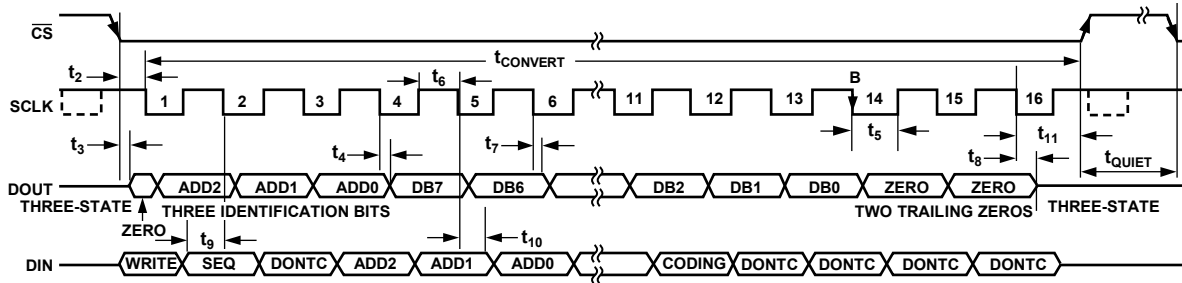 CS
tCONVERT
t2
t6
B
SCLK
1 2 3 4 5 6 11 12 13 14 15 16
t3
t4
t7
t5
t11
t8
tQUIET
DOUT
ADD2 ADD1 ADD0 DB7 DB6 DB2 DB1 DB0 ZERO ZERO
THREE-STATE THREE IDENTIFICATION BITS TWO TRAILING ZEROS THREE-STATE
ZERO
t9
t10
DIN WRITE SEQ DONTC ADD2 ADD1 ADD0 CODING DONTC DONTC DONTC DONTC